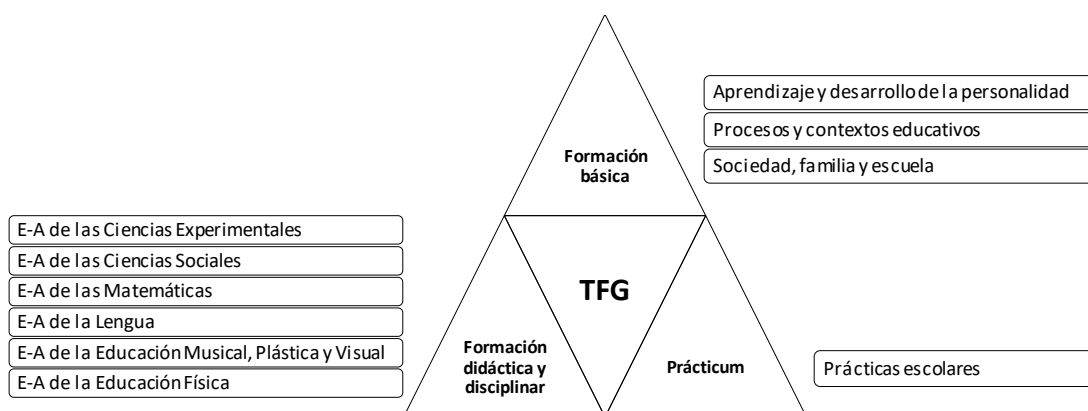 Aprendizaje y desarrollo de la personalidad
Procesos y contextos educativos
Sociedad, familia y escuela
Formación
básica
E-A de las Ciencias Experimentales
E-A de las Ciencias Sociales
E-A de las Matemáticas
E-A de la Lengua
E-A de la Educación Musical, Plástica y Visual
E-A de la Educación Física
TFG
Formación
didáctica y
disciplinar
Prácticum
Prácticas escolares